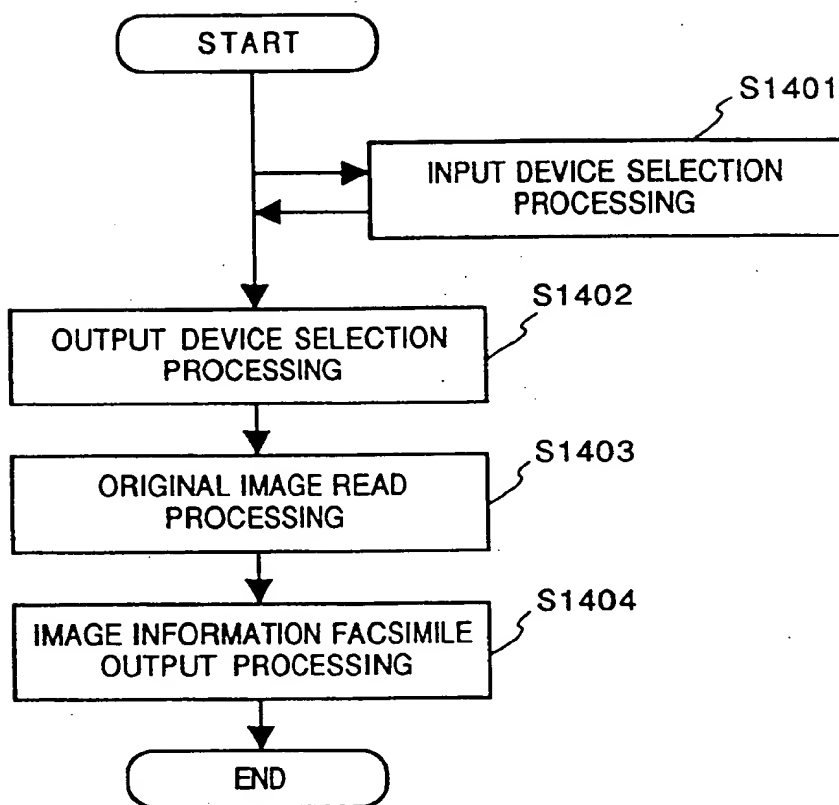 START
S1401
INPUT DEVICE SELECTION
PROCESSING
S1402
OUTPUT DEVICE SELECTION
PROCESSING
S1403
ORIGINAL IMAGE READ
PROCESSING
S1404
IMAGE INFORMATION FACSIMILE
OUTPUT PROCESSING
END